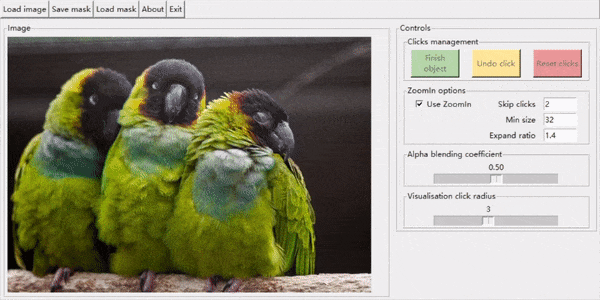 Load image Save mask Load mask About Exit
Image
Controls
Clicks management
Finish
object
Undo click
Reset clicks
ZoomIn options
Use ZoomIn
Skip clicks 2
Min size 32
Expand ratio 1.4
Alpha blending coefficient
0.50
Visualisation click radius
3